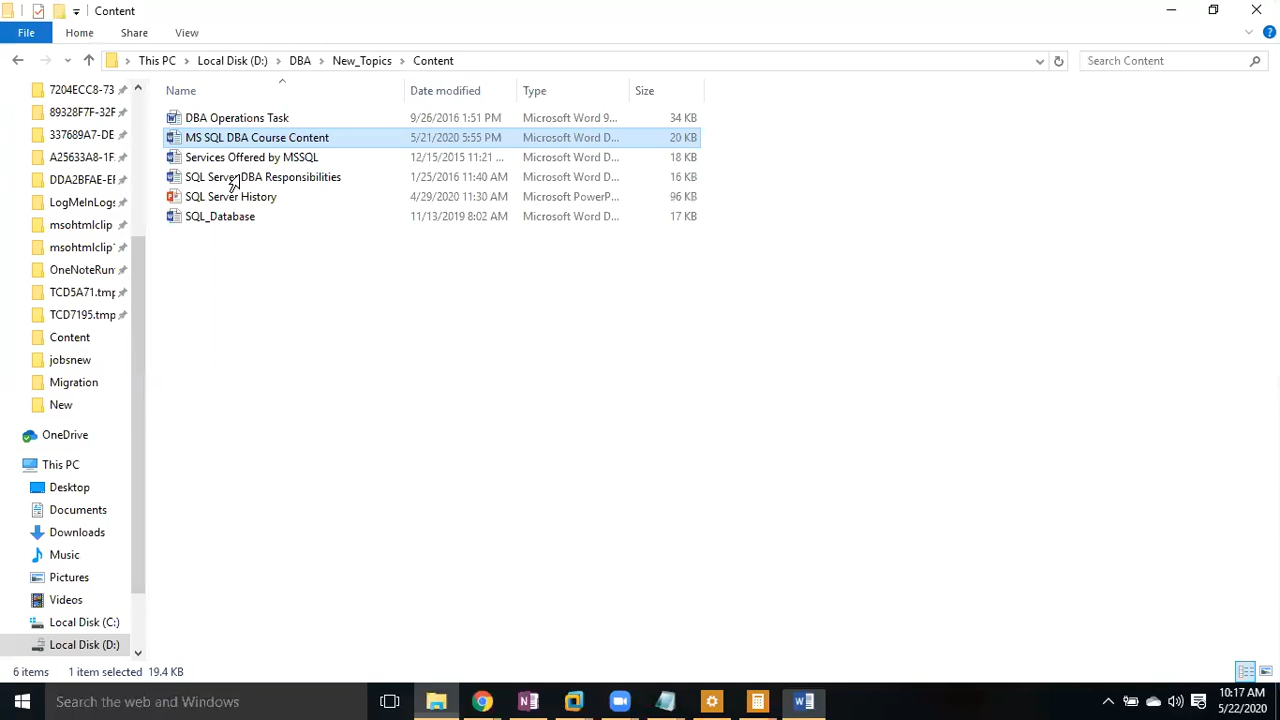 Content
File Home Share View
This PC Local Disk (D:) DBA New_Topics Content Search Content
Name Date modified Type Size
DBA Operations Task 9/26/2016 1:51 PM Microsoft Word 9... 34 KB
MS SQL DBA Course Content 5/21/2020 5:55 PM Microsoft Word D... 20 KB
Services Offered by MSSQL 12/15/2015 11:21 ... Microsoft Word D... 18 KB
SQL Server DBA Responsibilities 1/25/2016 11:40 AM Microsoft Word D... 16 KB
SQL Server History 4/29/2020 11:30 AM Microsoft PowerP... 96 KB
SQL_Database 11/13/2019 8:02 AM Microsoft Word D... 17 KB
7204ECC8-73
89328F7F-32F
337689A7-DE
A25633A8-1F
DDA2BFAE-EF
LogMeInLogs
msohtmlclip
msohtmlclip1
OneNoteRun
TCD5A71.tmp
TCD7195.tmp
Content
jobsnew
Migration
New
OneDrive
This PC
Desktop
Documents
Downloads
Music
Pictures
Videos
Local Disk (C:)
Local Disk (D:)
6 items 1 item selected 19.4 KB
Search the web and Windows
10:17 AM
5/22/2020